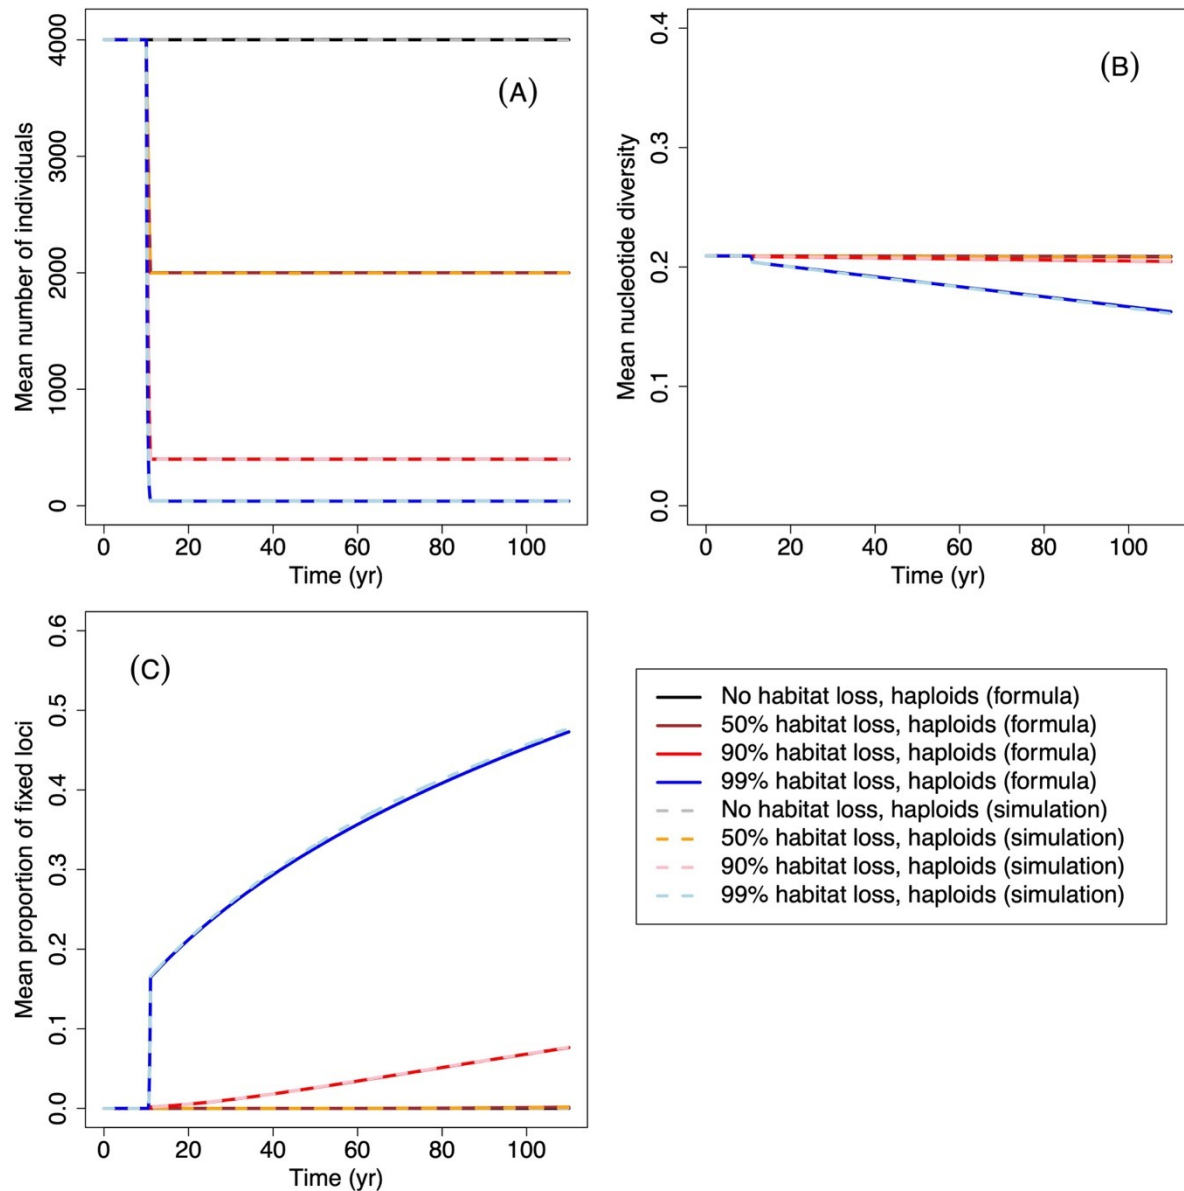 (A)
Mean number of individuals
4000
3000
2000
1000
0
0 20 40 60 80 100
Time (yr)
(B)
Mean nucleotide diversity
0.4
0.3
0.2
0.1
0.0
0 20 40 60 80 100
Time (yr)
(C)
Mean proportion of fixed loci
0.6
0.5
0.4
0.3
0.2
0.1
0.0
0 20 40 60 80 100
Time (yr)
No habitat loss, haploids (formula)
50% habitat loss, haploids (formula)
90% habitat loss, haploids (formula)
99% habitat loss, haploids (formula)
No habitat loss, haploids (simulation)
50% habitat loss, haploids (simulation)
90% habitat loss, haploids (simulation)
99% habitat loss, haploids (simulation)